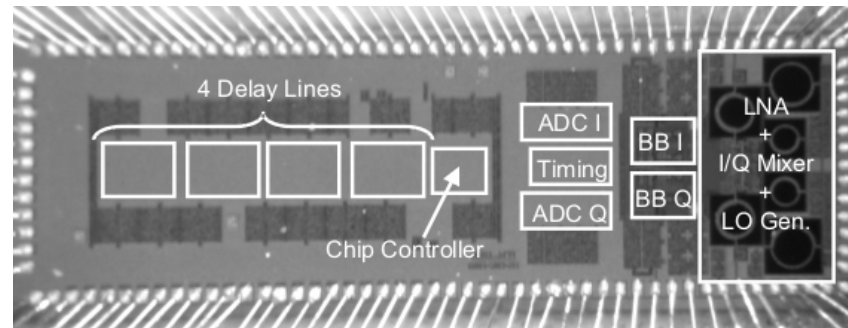 4 Delay Lines
ADC I
Timing
ADC Q
BB I
BB Q
LNA
+
I/Q Mixer
+
LO Gen.
Chip Controller